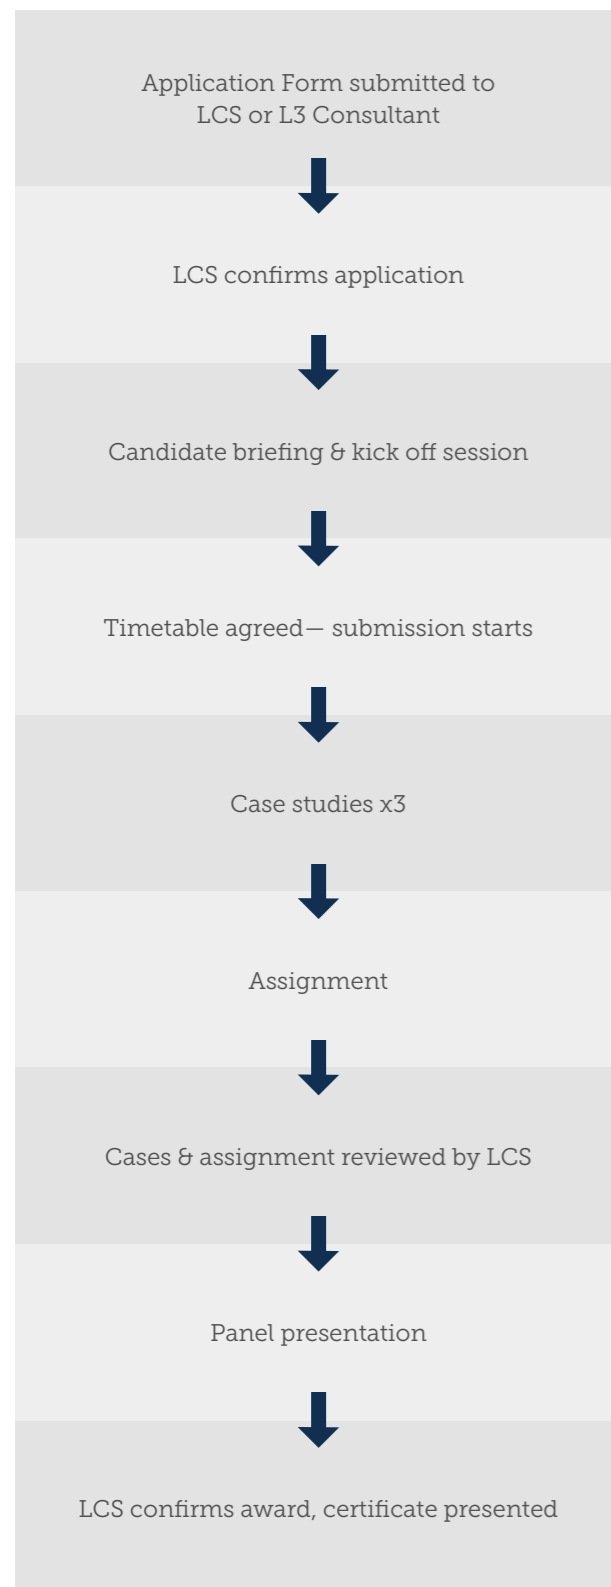 Application Form submitted to
LCS or L3 Consultant
LCS confirms application
Candidate briefing & kick off session
Timetable agreed— submission starts
Case studies x3
Assignment
Cases & assignment reviewed by LCS
Panel presentation
LCS confirms award, certificate presented